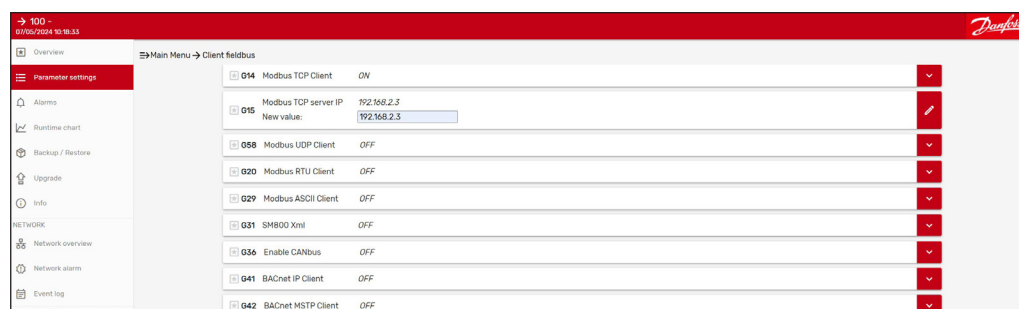 → 100 -
07/05/2024 10:18:33
Danfoss
Overview
Parameter settings
Alarms
Runtime chart
Backup / Restore
Upgrade
Info
NETWORK
Network overview
Network alarm
Event log
Main Menu → Client fieldbus
G14 Modbus TCP Client ON
G15 Modbus TCP server IP 192.168.2.3
New value: 192.168.2.3
G58 Modbus UDP Client OFF
G20 Modbus RTU Client OFF
G29 Modbus ASCII Client OFF
G31 SM800 Xml OFF
G36 Enable CANbus OFF
G41 BACnet IP Client OFF
G42 BACnet MSTP Client OFF